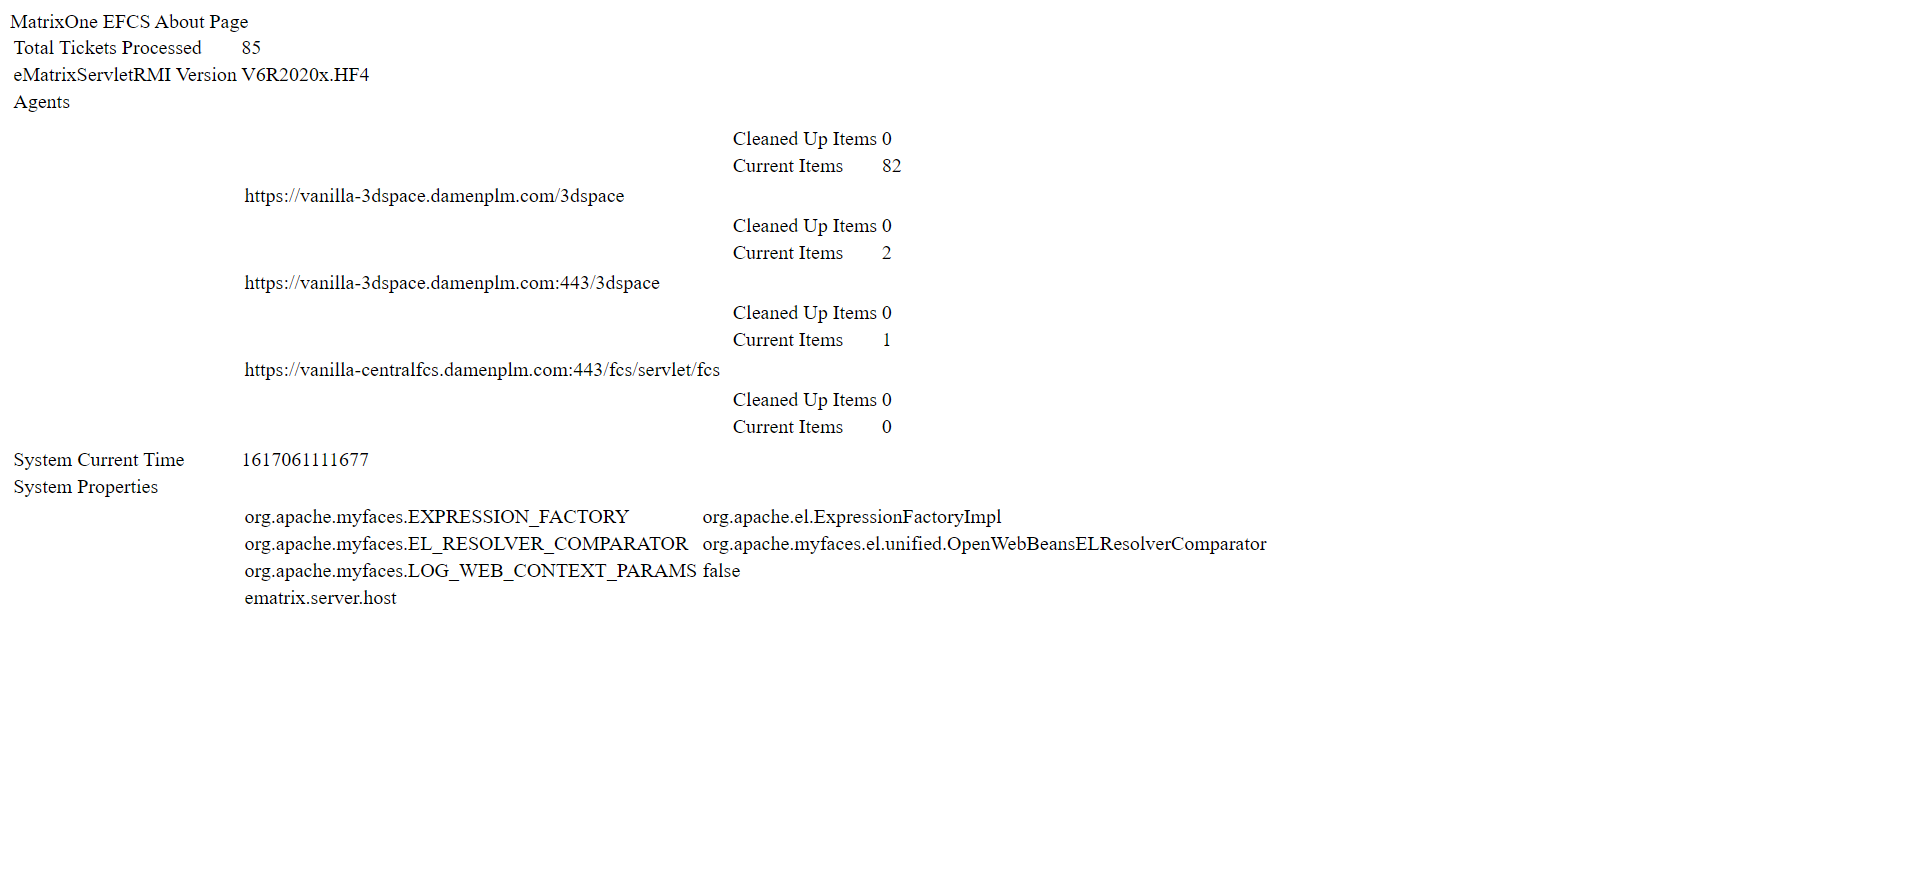 MatrixOne EFCS About Page
Total Tickets Processed 85
eMatrixServletRMI Version V6R2020x.HF4
Agents
Cleaned Up Items 0
Current Items 82
https://vanilla-3dspace.damenplm.com/3dspace
Cleaned Up Items 0
Current Items 2
https://vanilla-3dspace.damenplm.com:443/3dspace
Cleaned Up Items 0
Current Items 1
https://vanilla-centralfcs.damenplm.com:443/fcs/servlet/fcs
Cleaned Up Items 0
Current Items 0
System Current Time 1617061111677
System Properties
org.apache.myfaces.EXPRESSION_FACTORY org.apache.el.ExpressionFactoryImpl
org.apache.myfaces.EL_RESOLVER_COMPARATOR org.apache.myfaces.el.unified.OpenWebBeansELResolverComparator
org.apache.myfaces.LOG_WEB_CONTEXT_PARAMS false
ematrix.server.host